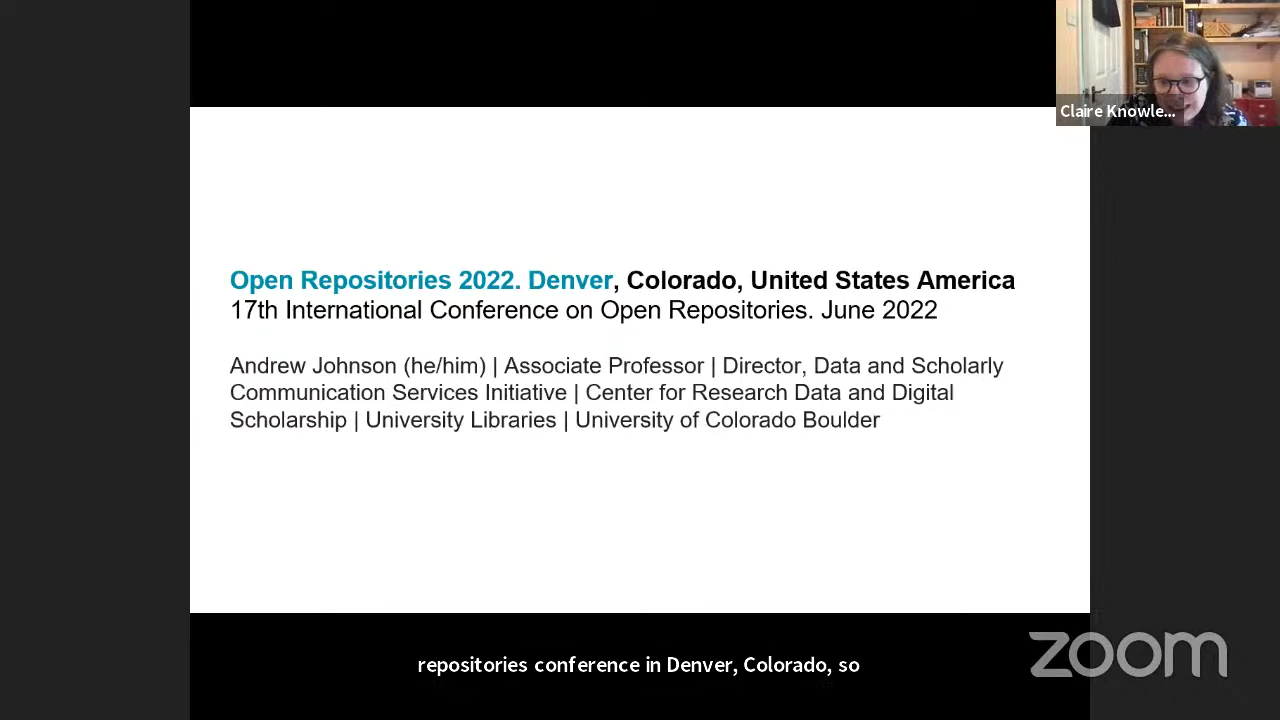 Claire Knowle...
Open Repositories 2022. Denver, Colorado, United States America
17th International Conference on Open Repositories. June 2022
Andrew Johnson (he/him) | Associate Professor | Director, Data and Scholarly
Communication Services Initiative | Center for Research Data and Digital
Scholarship | University Libraries | University of Colorado Boulder
repositories conference in Denver, Colorado, so
zoom